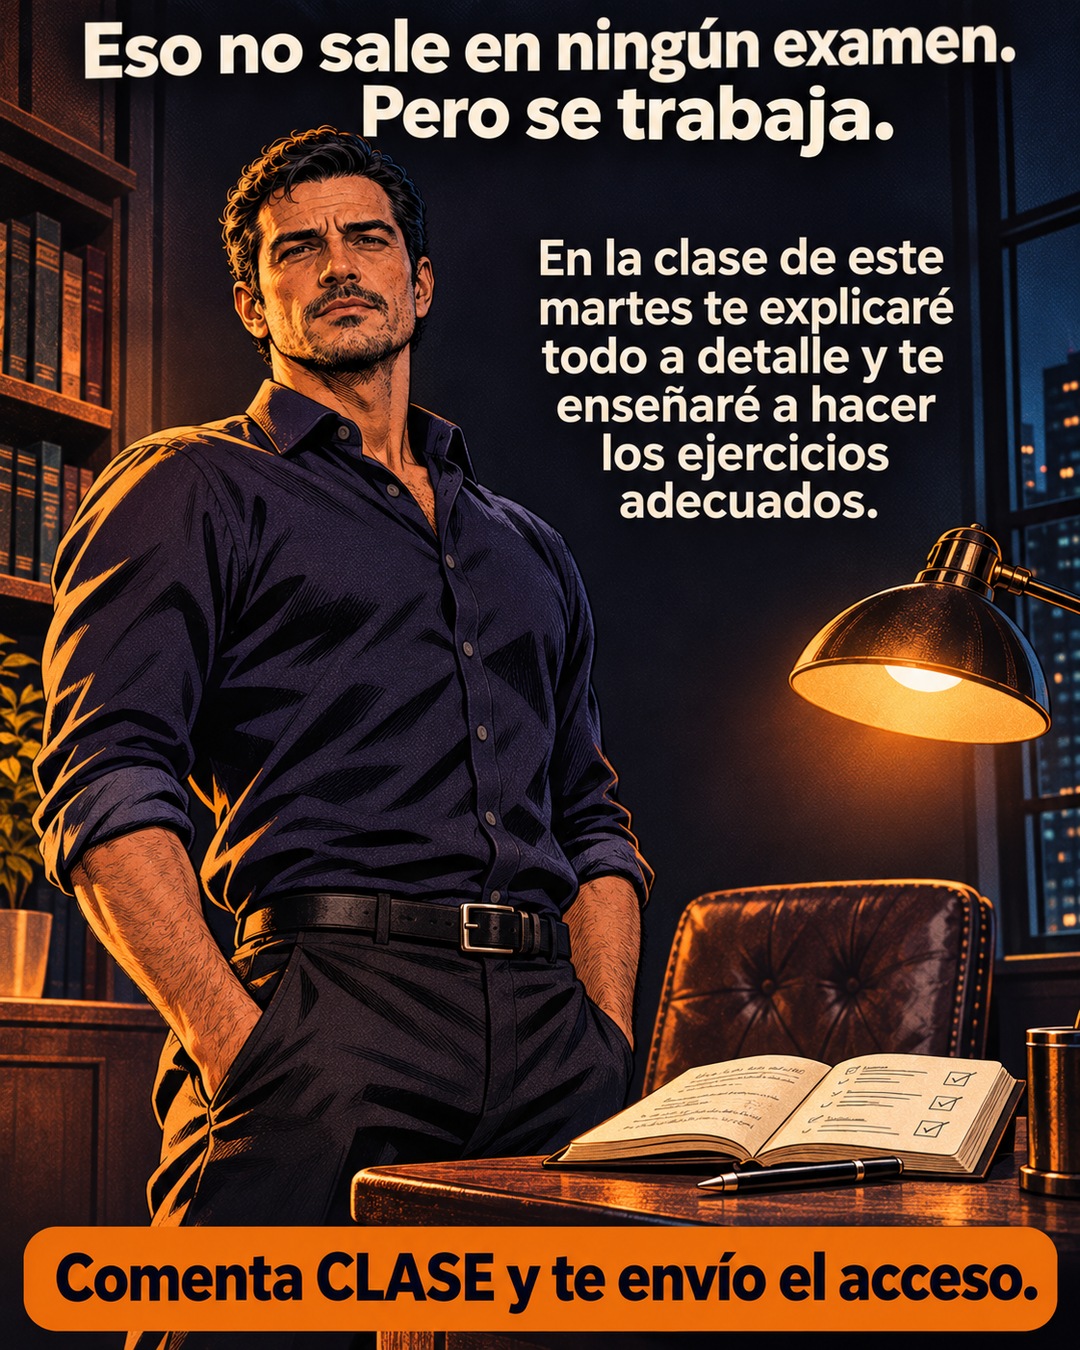 Eso no sale en ningún examen.
Pero se trabaja.
En la clase de este
martes te explicaré
todo a detalle y te
enseñaré a hacer
los ejercicios
adecuados.
Comenta CLASE y te envío el acceso.